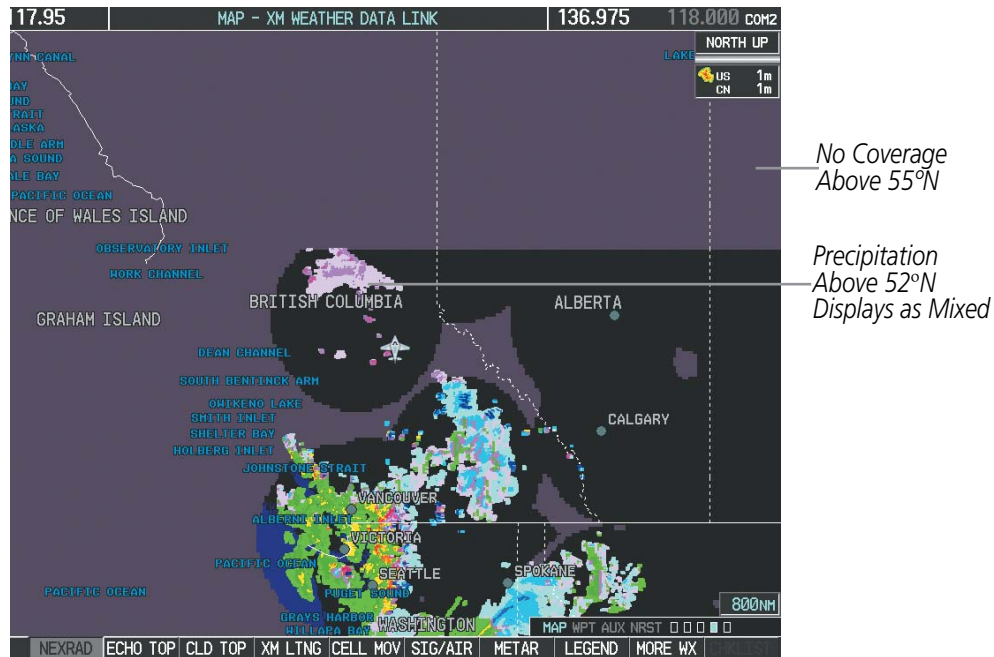 17.95 MAP – XM WEATHER DATA LINK 136.975 118.000 COM2
NORTH UP
LAKE
US 1m
CN 1m
NN CANAL
AY
UND
RAIT
ASKA
DLE ARM
A SOUND
ALE BAY
PACIFIC OCEAN
NCE OF WALES ISLAND
OBSERVATORY INLET
WORK CHANNEL
No Coverage
Above 55ºN
Precipitation
Above 52ºN
Displays as Mixed
BRITISH COLUMBIA
ALBERTA
GRAHAM ISLAND
DEAN CHANNEL
SOUTH BENTINCK ARM
OWIKENO LAKE
SMITH INLET
SHELTER BAY
HOLBERG INLET
CALGARY
JOHNSTONE STRAIT
VANCOUVER
ALBERNI INLET
VICTORIA
PACIFIC OCEAN
SEATTLE
SPOKANE
PACIFIC OCEAN
PUGET SOUND
800NM
GRAYS HARBOR
WASHINGTON
WILLAPA BAY
MAP WPT AUX NRST
NEXRAD ECHO TOP CLD TOP XM LTNG CELL MOV SIG/AIR METAR LEGEND MORE WX CHKLIST